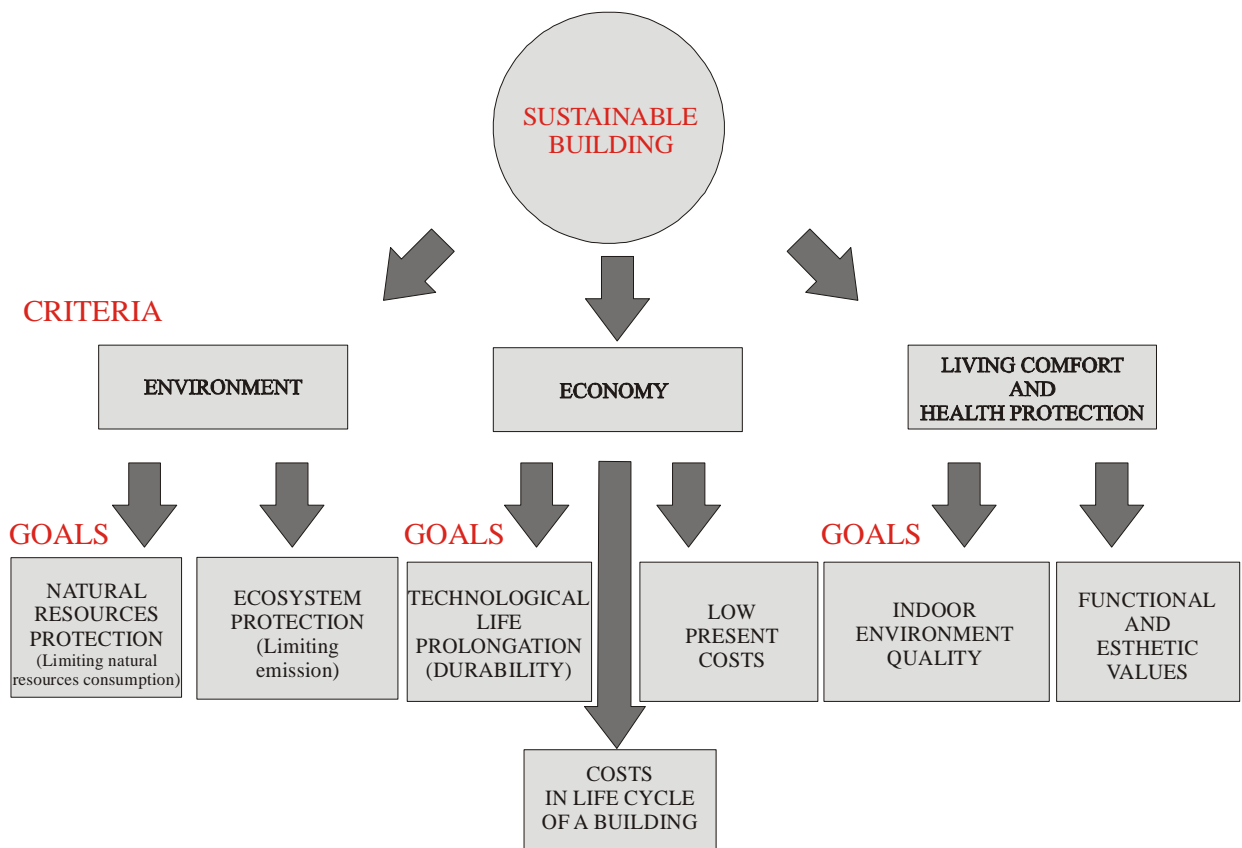 SUSTAINABLE
BUILDING
CRITERIA
ENVIRONMENT
ECONOMY
LIVING COMFORT
AND
HEALTH PROTECTION
GOALS
GOALS
GOALS
NATURAL
RESOURCES
PROTECTION
(Limiting natural
resources consumption)
ECOSYSTEM
PROTECTION
(Limiting
emission)
TECHNOLOGICAL
LIFE
PROLONGATION
(DURABILITY)
LOW
PRESENT
COSTS
INDOOR
ENVIRONMENT
QUALITY
FUNCTIONAL
AND
ESTHETIC
VALUES
COSTS
IN LIFE CYCLE
OF A BUILDING